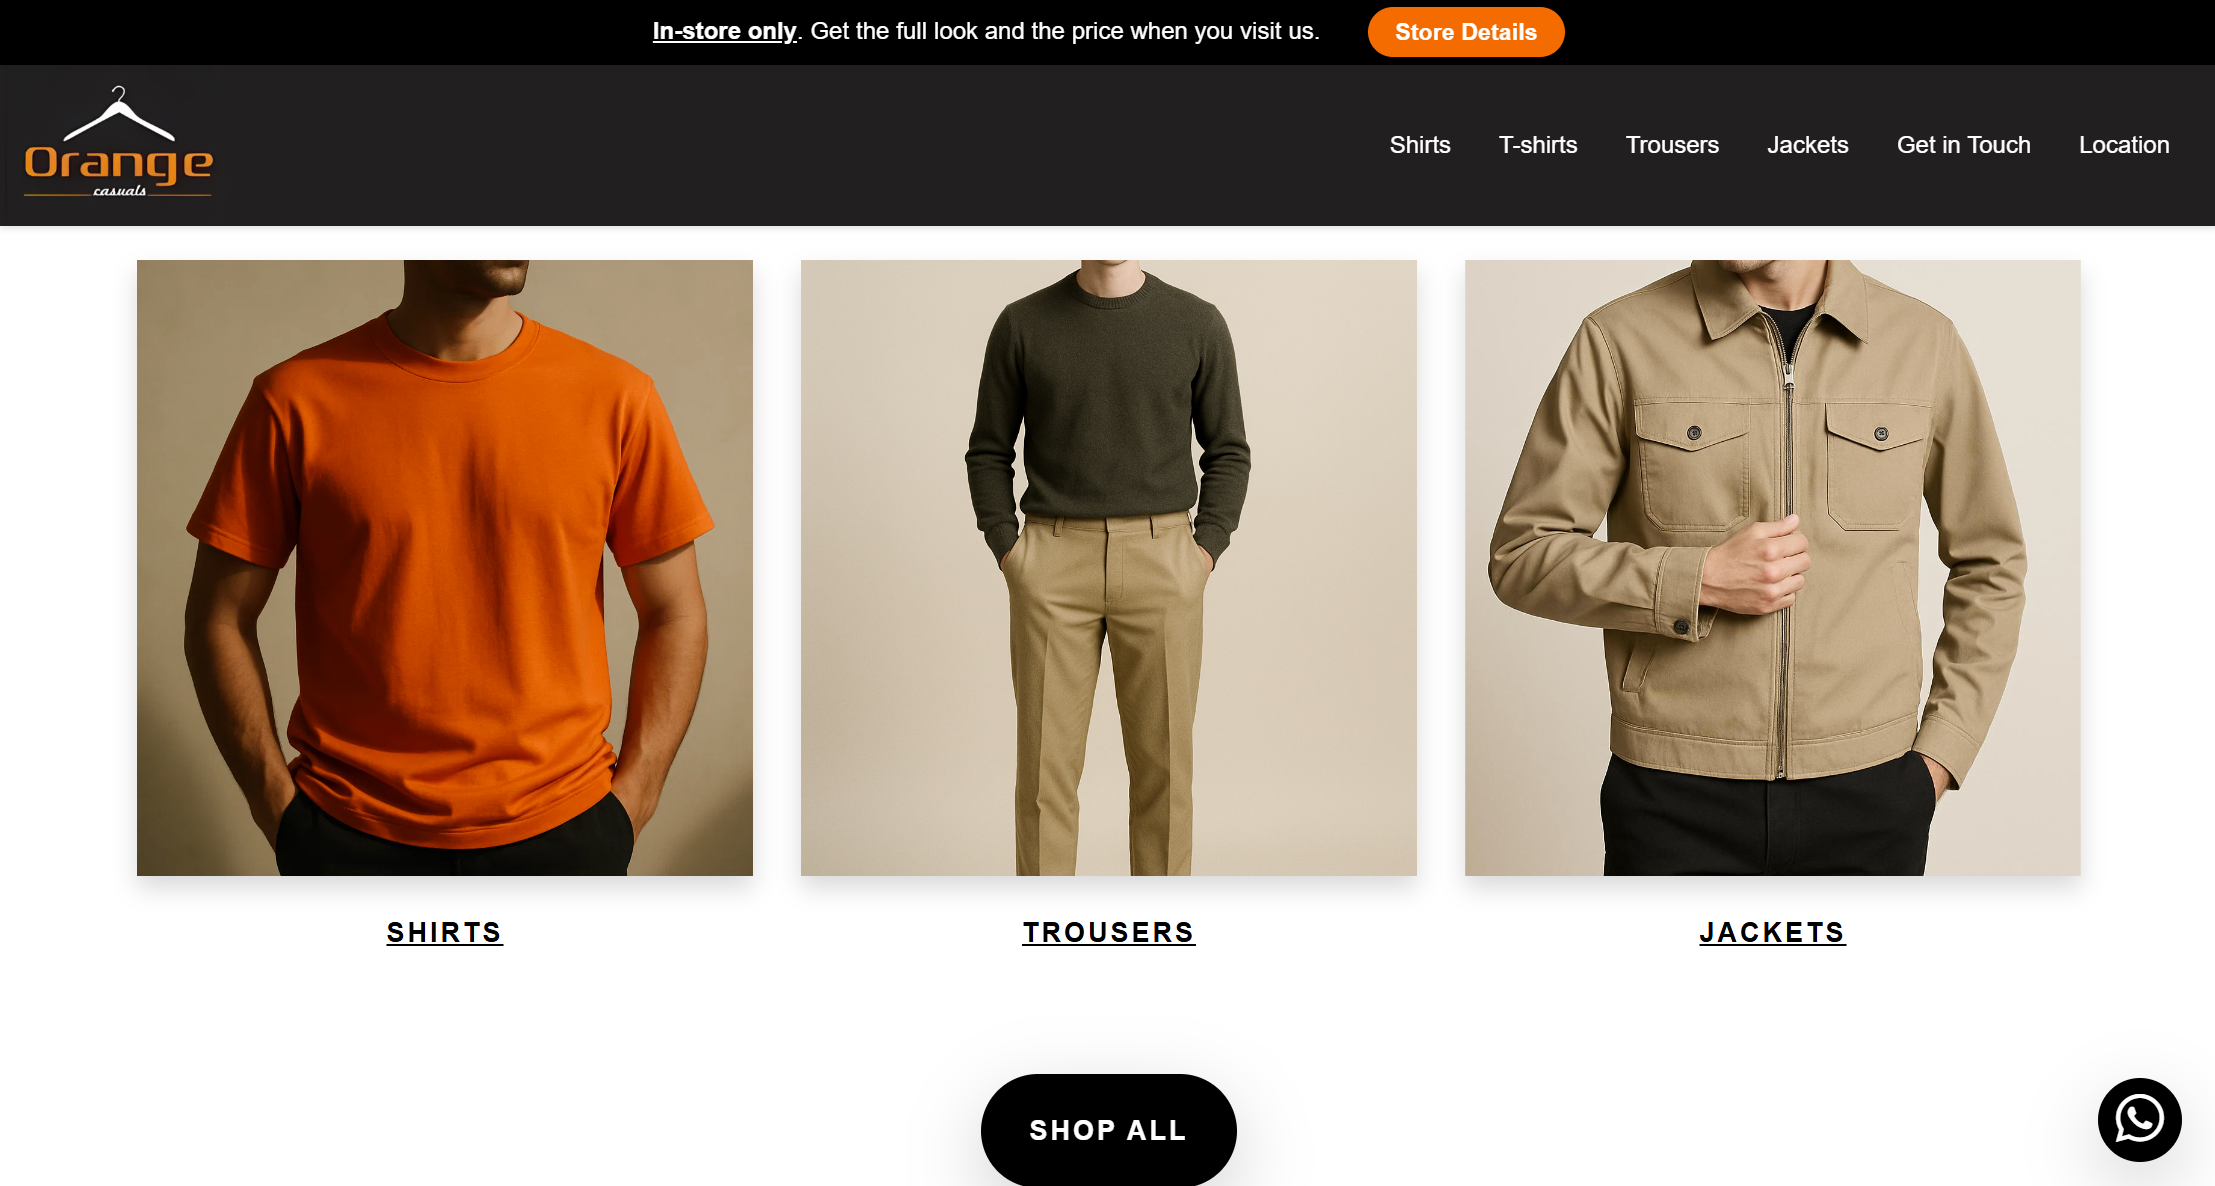 In-store only. Get the full look and the price when you visit us.
Store Details
Orange
casuals
Shirts
T-shirts
Trousers
Jackets
Get in Touch
Location
SHIRTS
TROUSERS
JACKETS
SHOP ALL